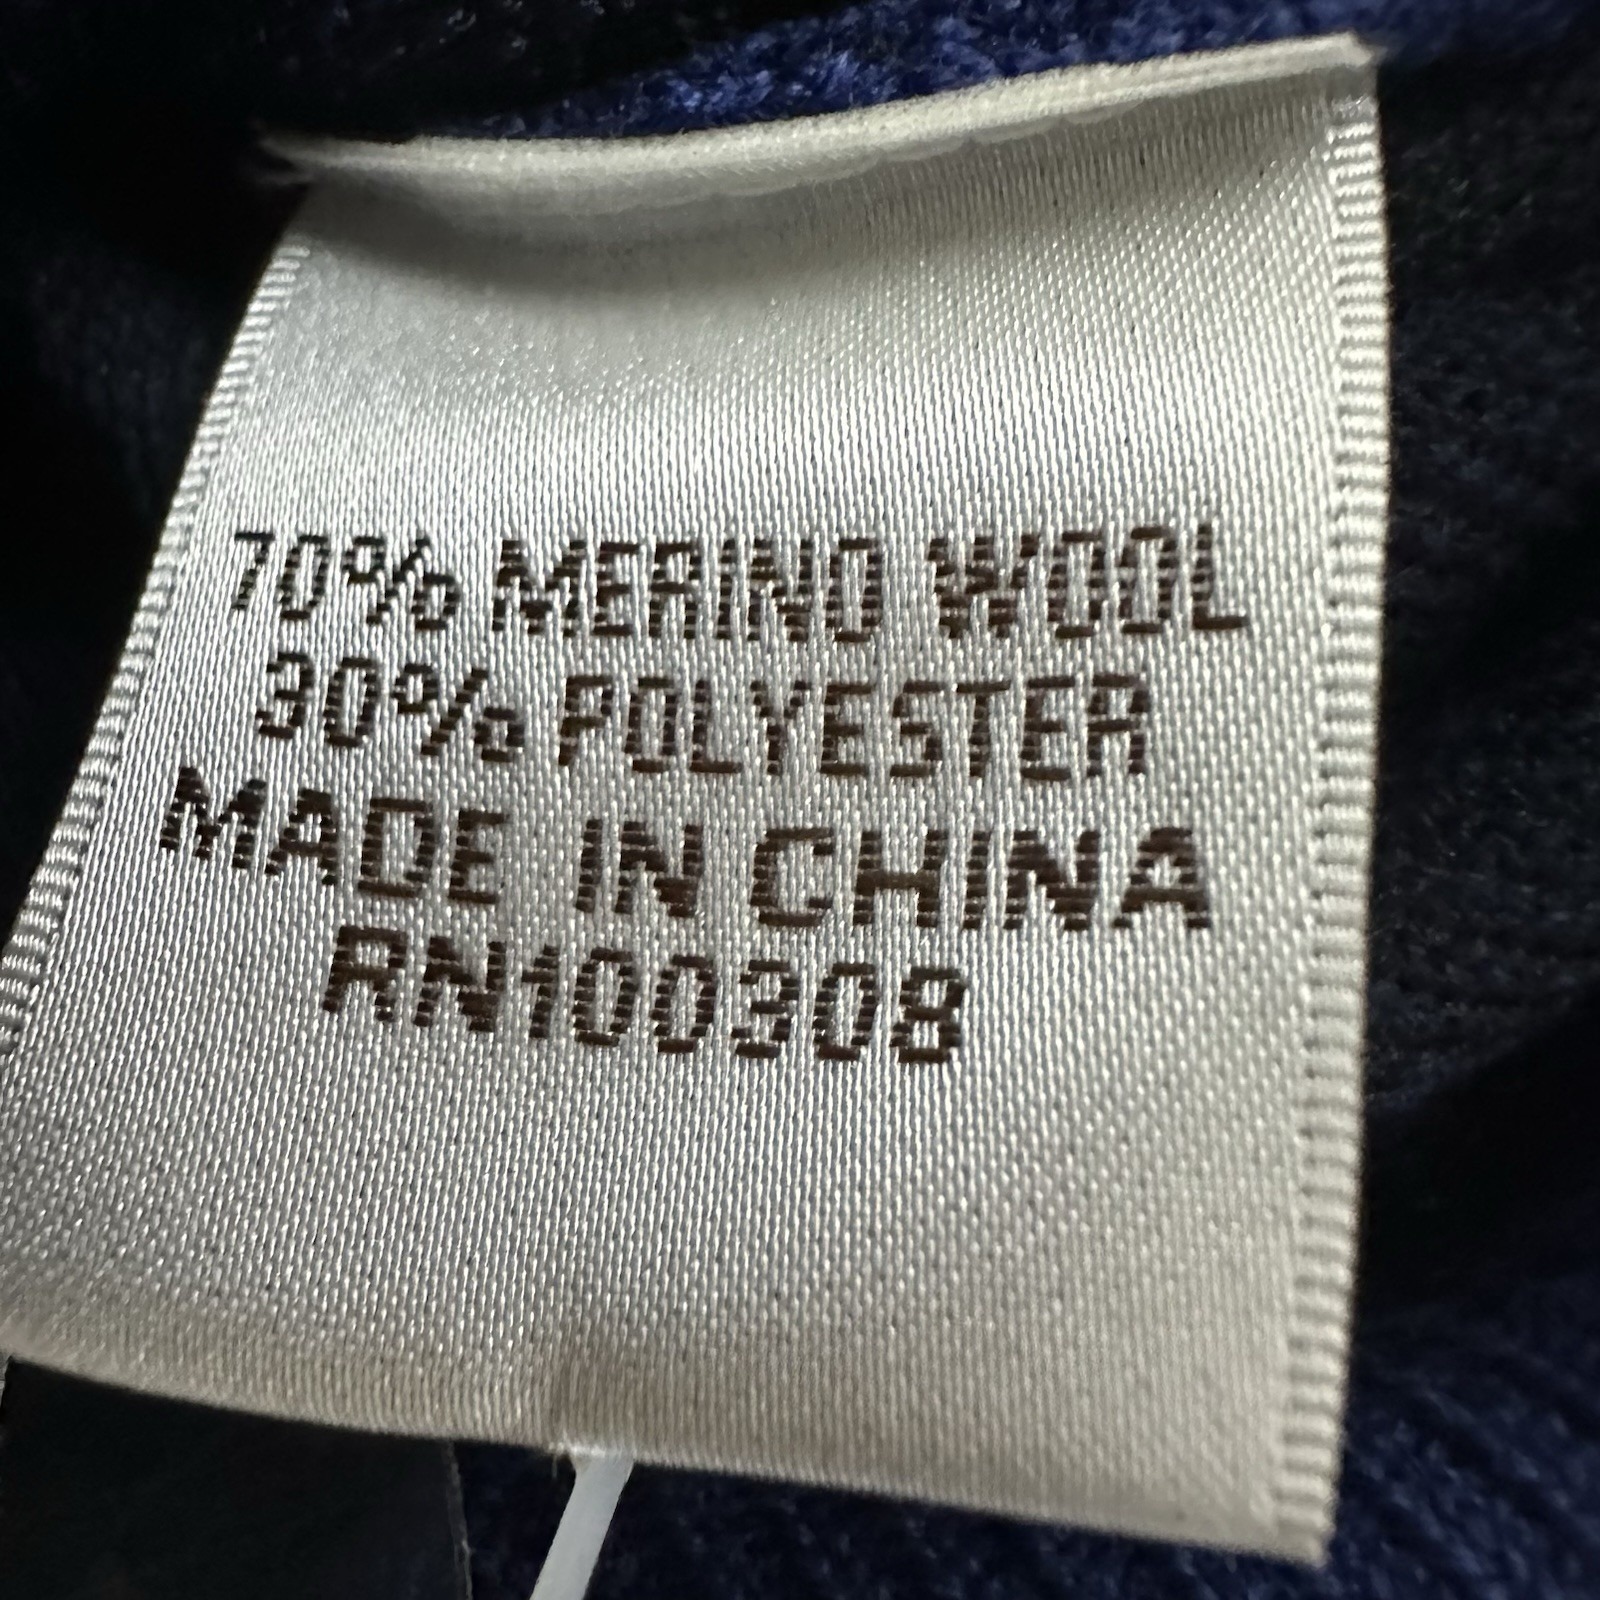 70% MERINO WOOL
30% POLYESTER
MADE IN CHINA
RN100308